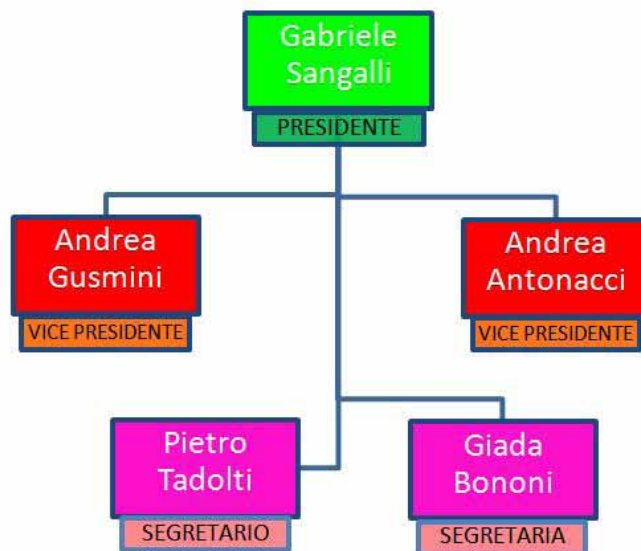 Gabriele
Sangalli
PRESIDENTE
Andrea
Gusmini
VICE PRESIDENTE
Andrea
Antonacci
VICE PRESIDENTE
Pietro
Tadolti
SEGRETARIO
Giada
Bononi
SEGRETARIA